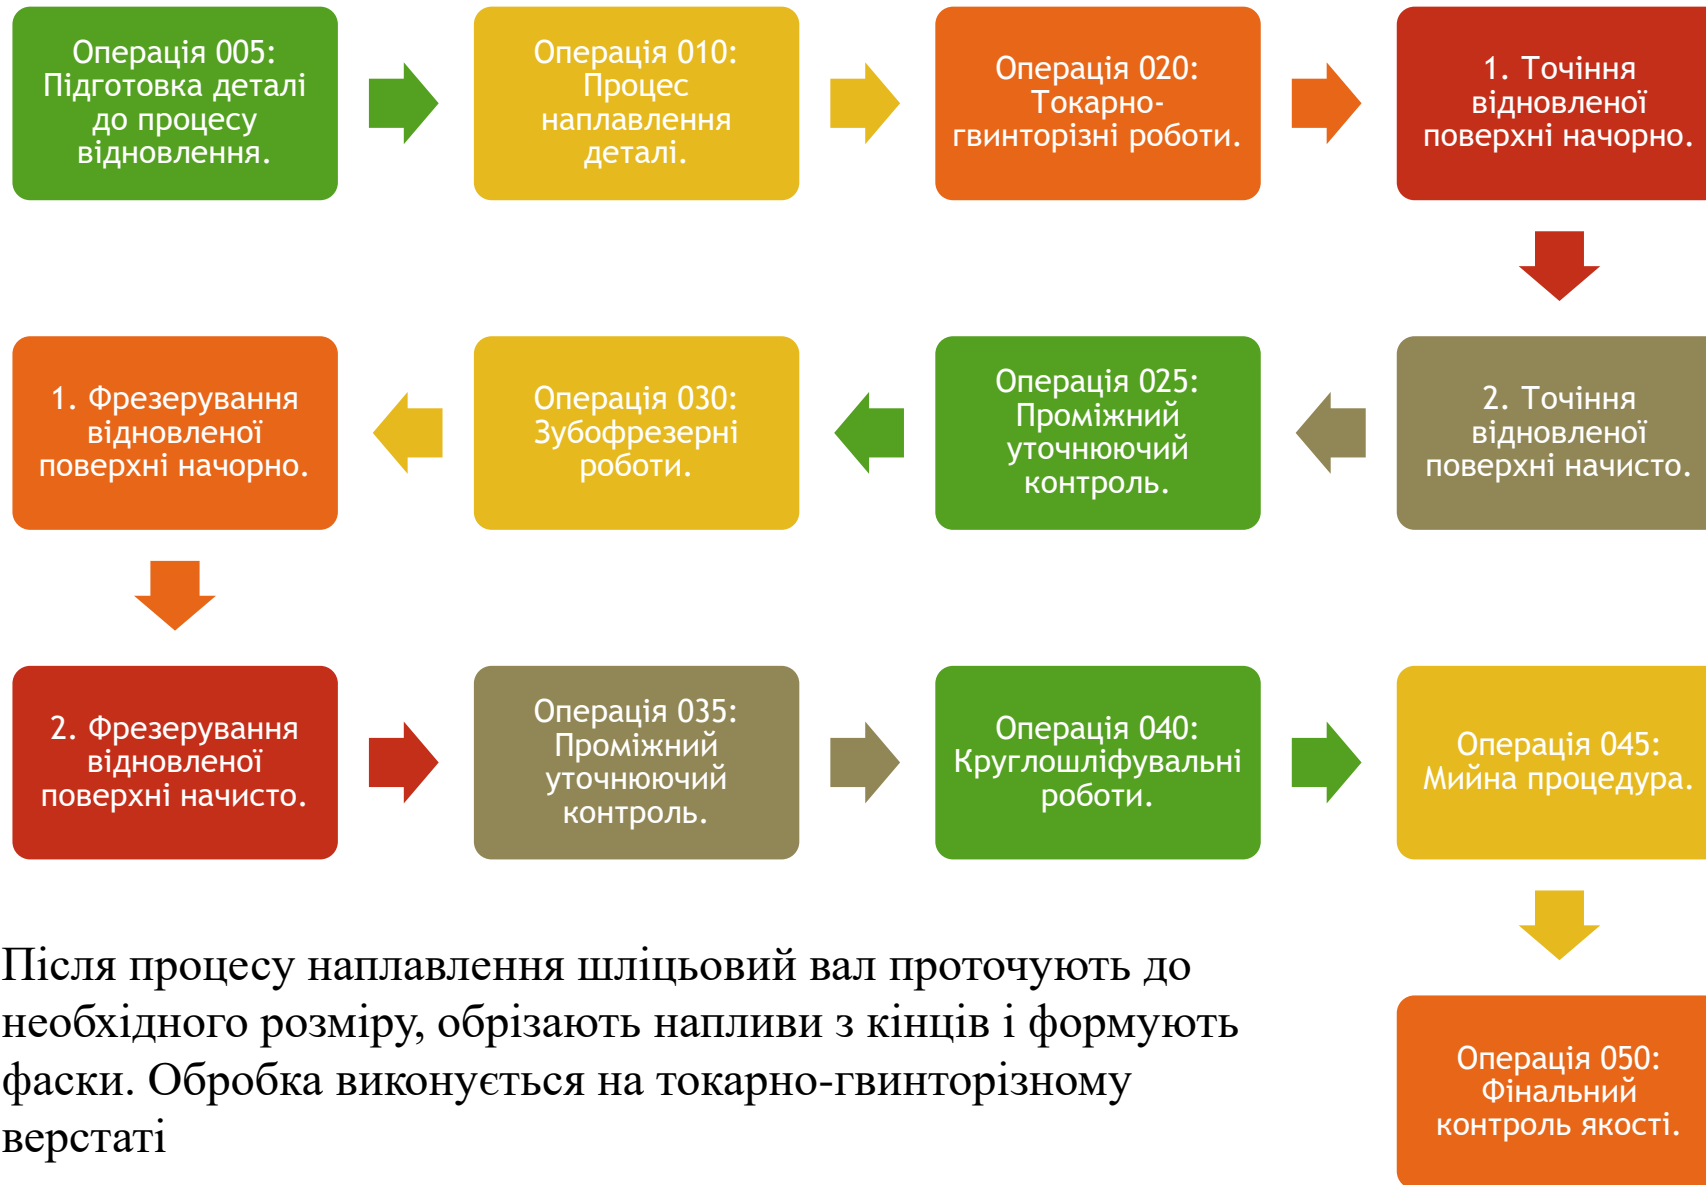 Операція 005:
Підготовка деталі
до процесу
відновлення.
Операція 010:
Процес
наплавлення
деталі.
Операція 020:
Токарно-
гвинторізні роботи.
1. Точіння
відновленої
поверхні начорно.
2. Точіння
відновленої
поверхні начисто.
Операція 025:
Проміжний
уточнюючий
контроль.
Операція 030:
Зубофрезерні
роботи.
1. Фрезерування
відновленої
поверхні начорно.
2. Фрезерування
відновленої
поверхні начисто.
Операція 035:
Проміжний
уточнюючий
контроль.
Операція 040:
Круглошліфувальні
роботи.
Операція 045:
Мийна процедура.
Операція 050:
Фінальний
контроль якості.
Після процесу наплавлення шліцьовий вал проточують до
необхідного розміру, обрізають напливи з кінців і формують
фаски. Обробка виконується на токарно-гвинторізному
верстаті